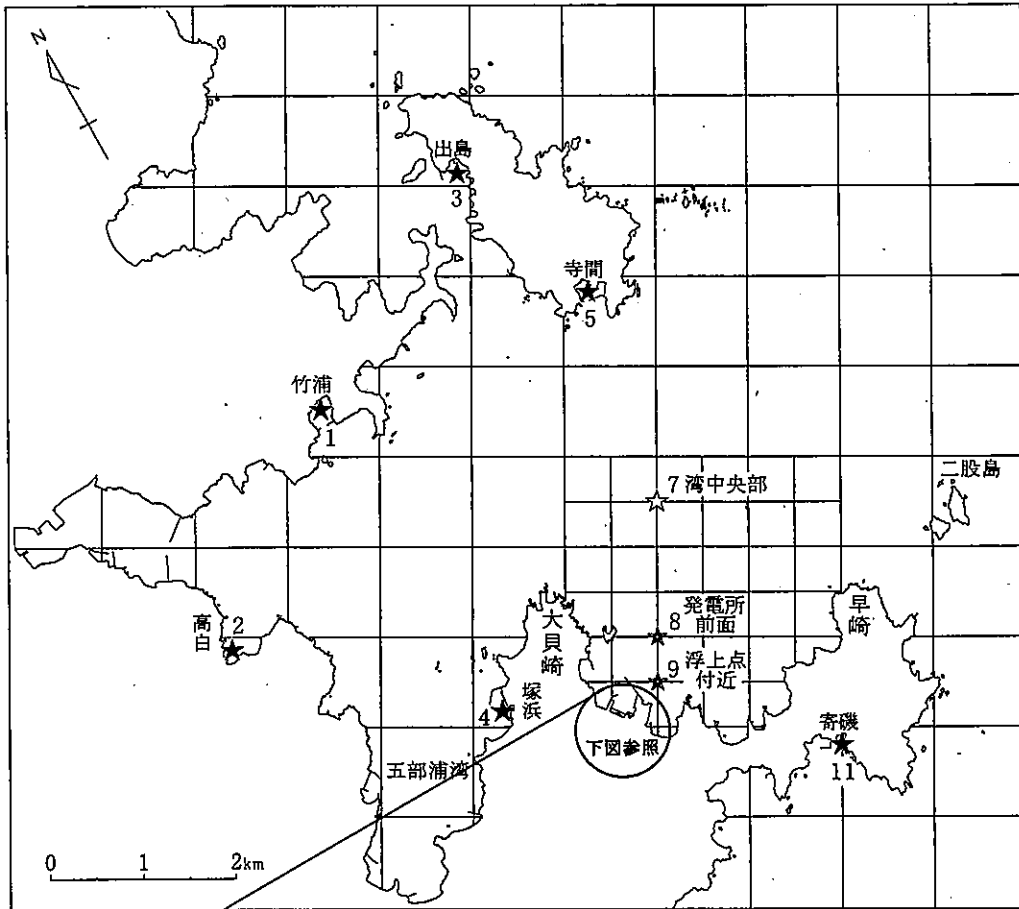 N
出島
3
寺間
5
竹浦
1
7 湾中央部
二股島
高白
2
大貝崎
8 発電所
前面
早崎
9 浮上点
付近
塚浜
4
下図参照
寄磯
11
五部浦湾
0 1 2km